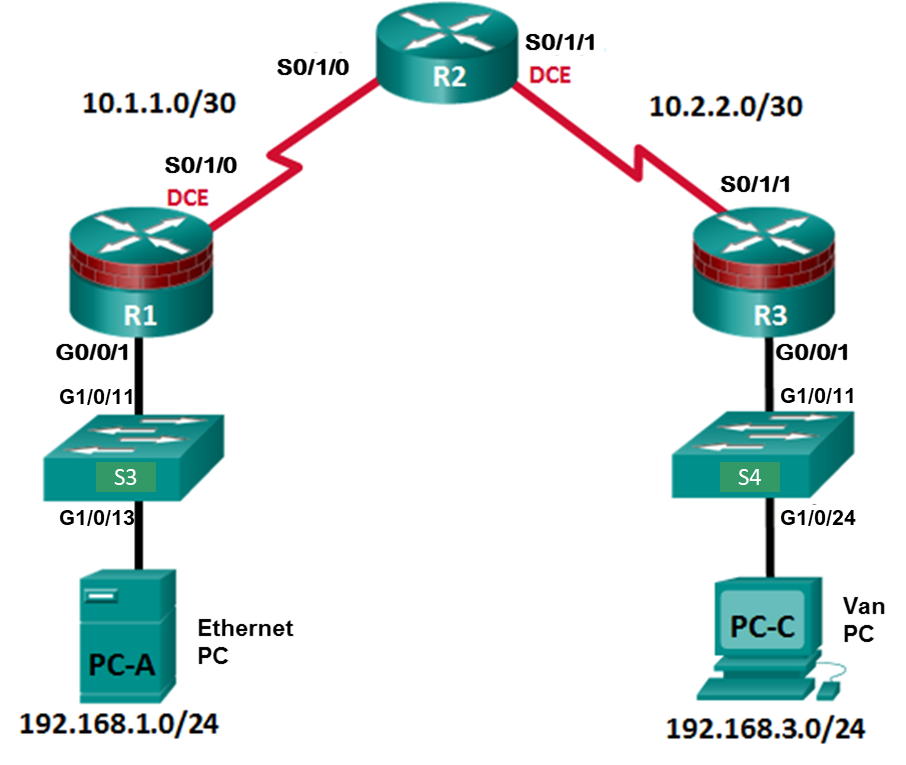 S0/1/0
R2
S0/1/1
DCE
10.1.1.0/30
10.2.2.0/30
S0/1/0
DCE
S0/1/1
R1
R3
G0/0/1
G0/0/1
G1/0/11
G1/0/11
S3
S4
G1/0/13
G1/0/24
Ethernet
PC
PC-A
PC-C
Van
PC
192.168.1.0/24
192.168.3.0/24